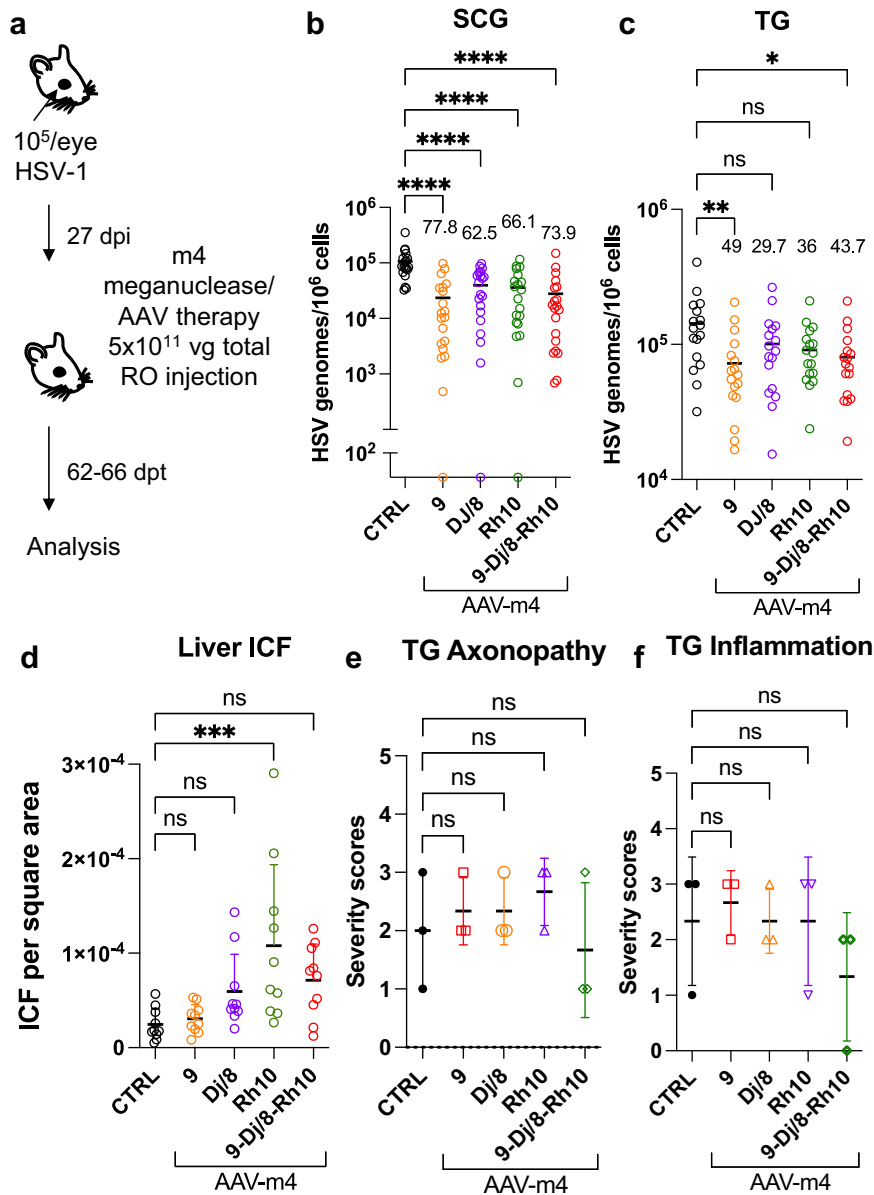 a
10⁵/eye
HSV-1
27 dpi
m4
meganuclease/
AAV therapy
5x10¹¹ vg total
RO injection
62-66 dpt
Analysis
b
SCG
****
****
****
****
77.8
62.5
66.1
73.9
HSV genomes/10⁶ cells
10⁶
10⁵
10⁴
10³
10²
CTRL
9
DJ/8
Rh10
9-Dj/8-Rh10
AAV-m4
c
TG
*
ns
ns
**
49
29.7
36
43.7
HSV genomes/10⁶ cells
10⁶
10⁵
10⁴
CTRL
9
DJ/8
Rh10
9-Dj/8-Rh10
AAV-m4
d
Liver ICF
ns
***
ns
ns
ICF per square area
3×10⁻⁴
2×10⁻⁴
1×10⁻⁴
0
CTRL
9
Dj/8
Rh10
9-Dj/8-Rh10
AAV-m4
e
TG Axonopathy
ns
ns
ns
ns
Severity scores
5
4
3
2
1
0
CTRL
9
Dj/8
Rh10
9-Dj/8-Rh10
AAV-m4
f
TG Inflammation
ns
ns
ns
ns
Severity scores
5
4
3
2
1
0
CTRL
9
Dj/8
Rh10
9-Dj/8-Rh10
AAV-m4